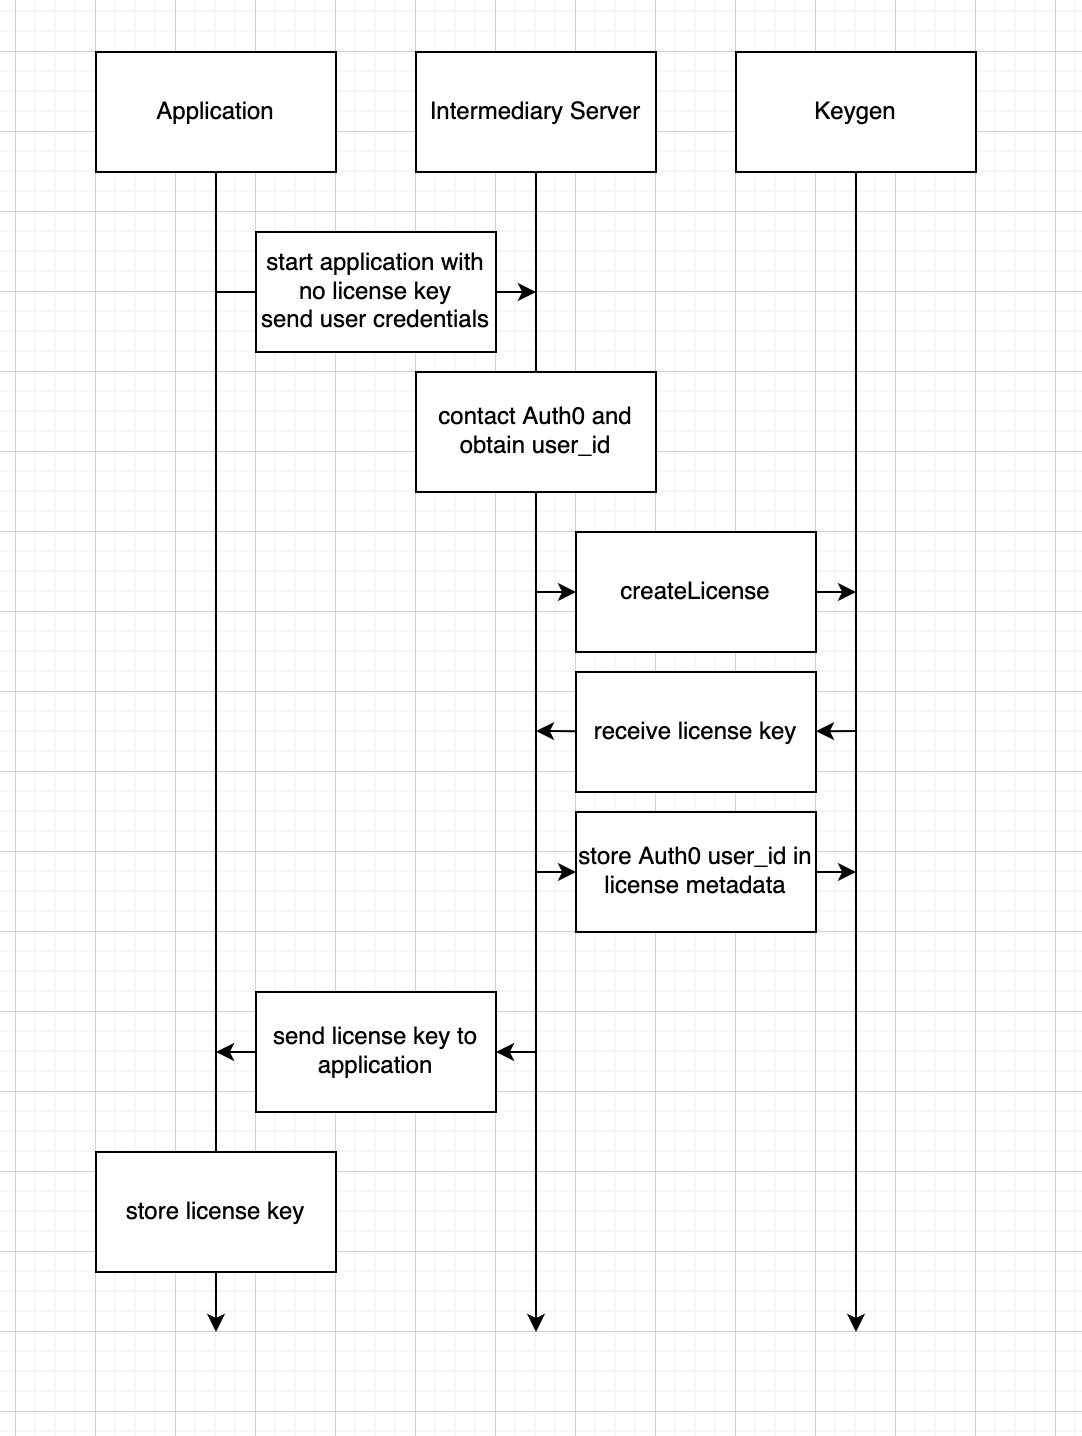 Application
Intermediary Server
Keygen
start application with
no license key
send user credentials
contact Auth0 and
obtain user_id
createLicense
receive license key
store Auth0 user_id in
license metadata
send license key to
application
store license key